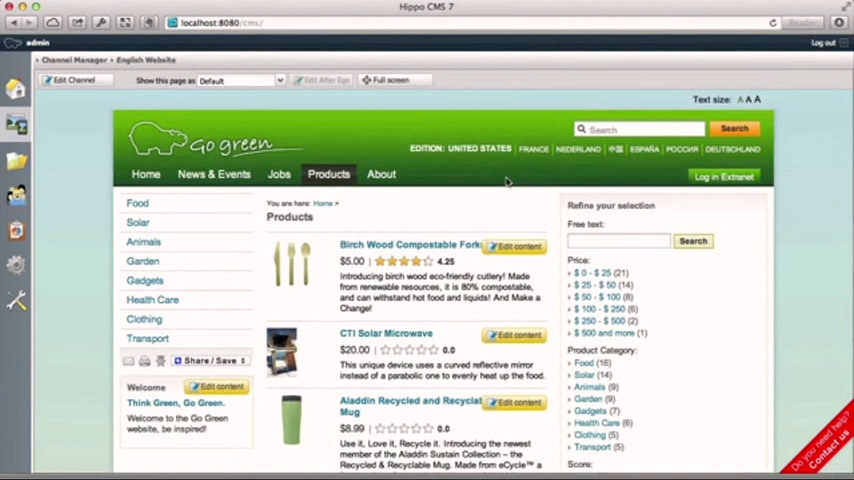 Hippo CMS 7
localhost:8080/cms/
Reader
admin
Log out
Channel Manager
English Website
Edit Channel
Show this page as
Default
Edit Alter Ego
Full screen
Text size: A A A
Go green
Search
Search
EDITION: UNITED STATES | FRANCE | NEDERLAND | 中国 | ESPAÑA | РОССИЯ | DEUTSCHLAND
Home
News & Events
Jobs
Products
About
Log in Extranet
Food
Solar
Animals
Garden
Gadgets
Health Care
Clothing
Transport
Share / Save
Welcome
Edit content
Think Green, Go Green.
Welcome to the Go Green
website, be inspired!
You are here: Home >
Products
Birch Wood Compostable Fork
Edit content
$5.00 | 4.25
Introducing birch wood eco-friendly cutlery! Made
from renewable resources, it is 80% compostable,
and can withstand hot food and liquids! And Make a
Change!
CTI Solar Microwave
Edit content
$20.00 | 0.0
This unique device uses a curved reflective mirror
instead of a parabolic one to evenly heat up the food.
Aladdin Recycled and Recyclab
Edit content
Mug
$8.99 | 0.0
Use it, Love it, Recycle it. Introducing the newest
member of the Aladdin Sustain Collection – the
Recycled & Recyclable Mug. Made from eCycle™ a
Refine your selection
Free text:
Search
Price:
$ 0 - $ 25 (21)
$ 25 - $ 50 (14)
$ 50 - $ 100 (8)
$ 100 - $ 250 (6)
$ 250 - $ 500 (2)
$ 500 and more (1)
Product Category:
Food (16)
Solar (14)
Animals (9)
Garden (9)
Gadgets (7)
Health Care (6)
Clothing (5)
Transport (5)
Score:
Do you need help?
Contact us